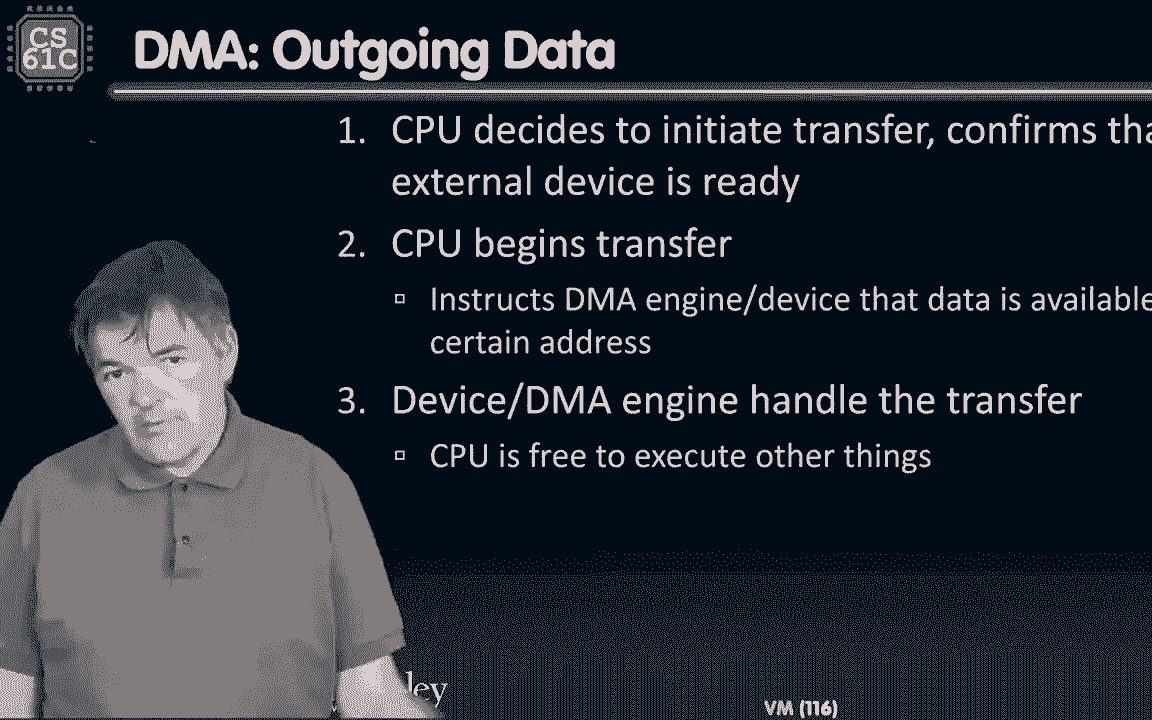 CS
61C
DMA: Outgoing Data
1. CPU decides to initiate transfer, confirms tha
external device is ready
2. CPU begins transfer
▫ Instructs DMA engine/device that data is available
certain address
3. Device/DMA engine handle the transfer
▫ CPU is free to execute other things
ley
VM (116)